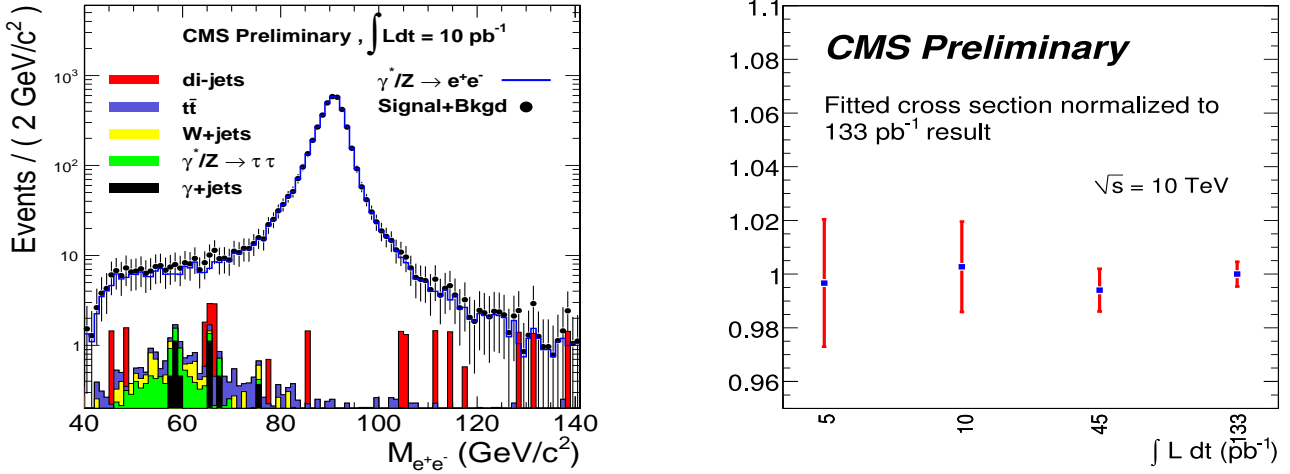 CMS Preliminary , ∫Ldt = 10 pb⁻¹
di-jets
tt̄
W+jets
γ*/Z → τ τ
γ+jets
γ*/Z → e⁺e⁻
Signal+Bkgd
Events / ( 2 GeV/c² )
10³
10²
10
1
40
60
80
100
120
140
M_e⁺e⁻ (GeV/c²)
CMS Preliminary
Fitted cross section normalized to
133 pb⁻¹ result
√s = 10 TeV
1.1
1.08
1.06
1.04
1.02
1
0.98
0.96
5
10
45
133
∫ L dt (pb⁻¹)